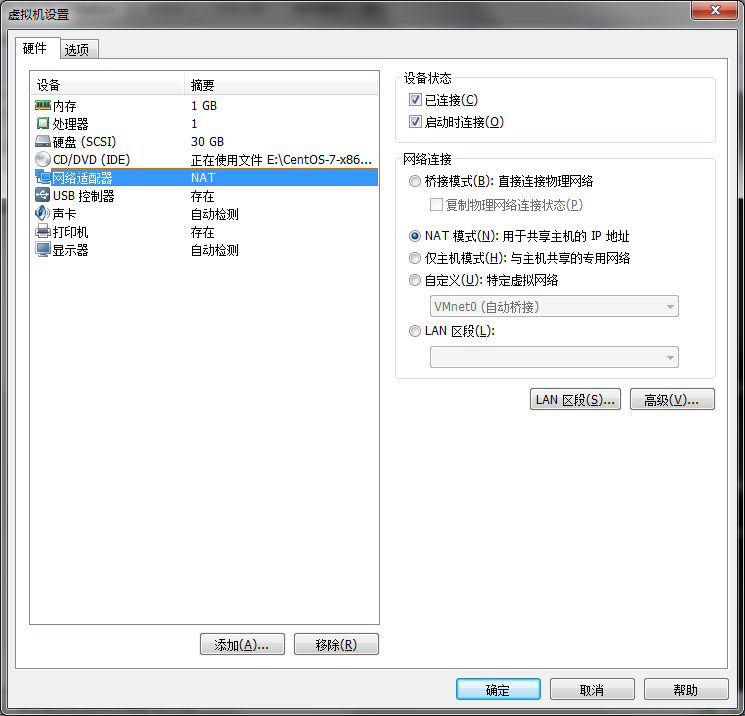 虚拟机设置
硬件 选项
设备 摘要
内存 1 GB
处理器 1
硬盘 (SCSI) 30 GB
CD/DVD (IDE) 正在使用文件 E:\CentOS-7-x86...
网络适配器 NAT
USB 控制器 存在
声卡 自动检测
打印机 存在
显示器 自动检测
添加(A)... 移除(R)
设备状态
已连接(C)
启动时连接(O)
网络连接
桥接模式(B): 直接连接物理网络
复制物理网络连接状态(P)
NAT 模式(N): 用于共享主机的 IP 地址
仅主机模式(H): 与主机共享的专用网络
自定义(U): 特定虚拟网络
VMnet0 (自动桥接)
LAN 区段(L):
LAN 区段(S)... 高级(V)...
确定 取消 帮助